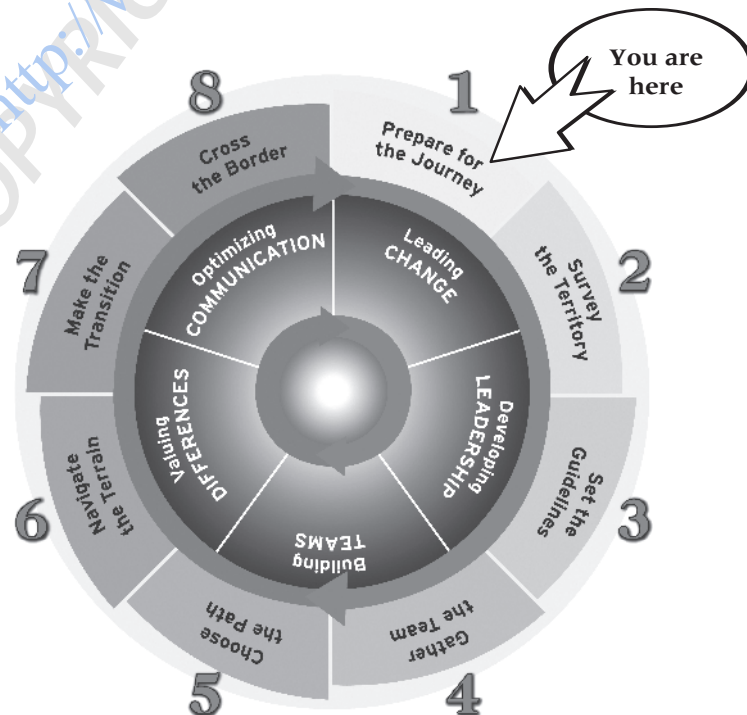 You are
here
1
Prepare for
the Journey
2
Survey
the Territory
3
Set the
Guidelines
4
Gather
the Team
5
Choose
the Path
6
Navigate
the Terrain
7
Make the
Transition
8
Cross
the Border
Leading
CHANGE
Developing
LEADERSHIP
Building
TEAMS
Valuing
DIFFERENCES
Optimizing
COMMUNICATION
http://
COPYRIG